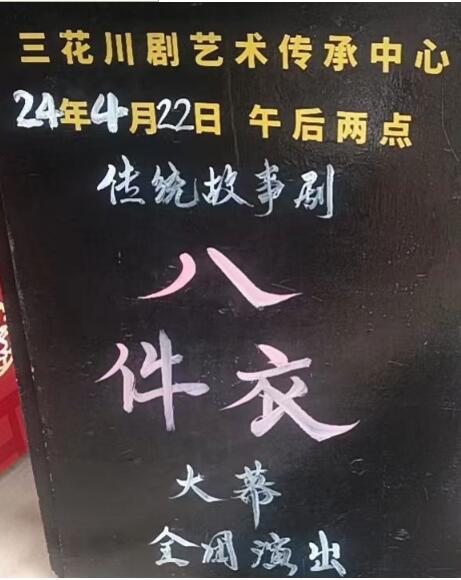 三花川剧艺术传承中心
24年4月22日 午后两点
传统故事剧
八
件衣
大幕
全周演出